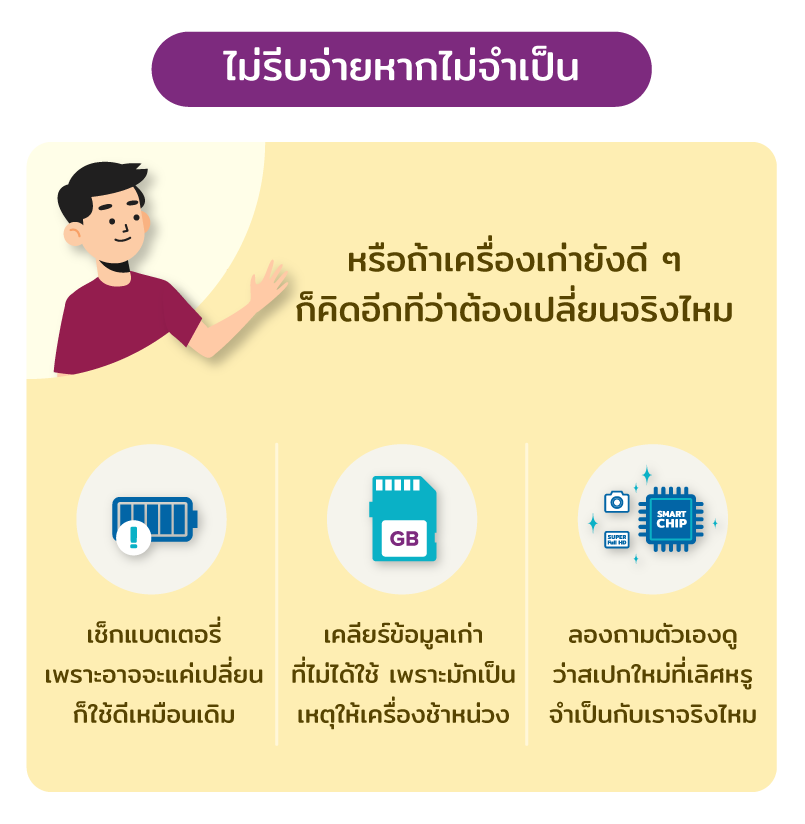 ไม่รีบจ่ายหากไม่จำเป็น
หรือถ้าเครื่องเก่ายังดี ๆ
ก็คิดอีกทีว่าต้องเปลี่ยนจริงไหม
GB
SMART
CHIP
SUPER
Full HD
เช็กแบตเตอรี่
เพราะอาจจะแค่เปลี่ยน
ก็ใช้ดีเหมือนเดิม
เคลียร์ข้อมูลเก่า
ที่ไม่ได้ใช้ เพราะมักเป็น
เหตุให้เครื่องช้าหน่วง
ลองถามตัวเองดู
ว่าสเปกใหม่ที่เลิศหรู
จำเป็นกับเราจริงไหม